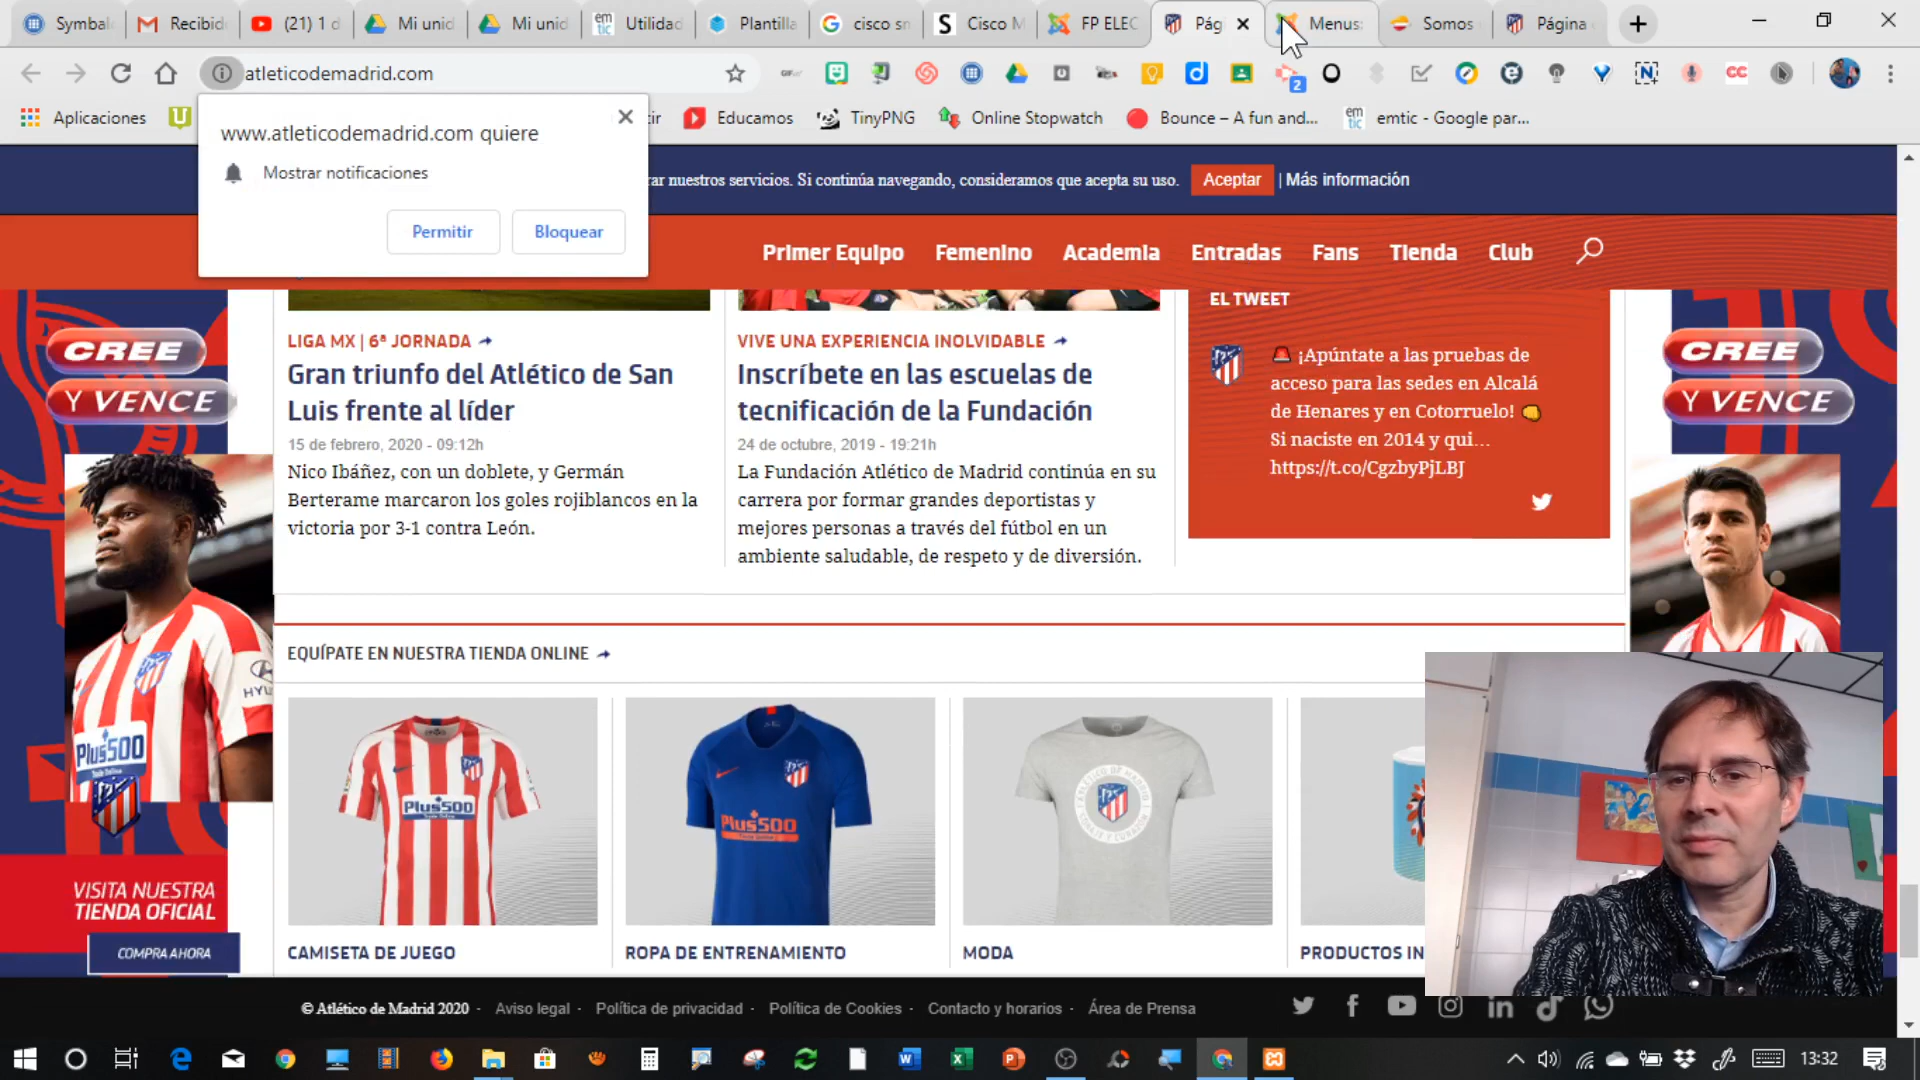 Symbal
Recibid
(21) 1 d
Mi unid
Mi unid
emtic
Utilidad
Plantilla
cisco sn
Cisco M
FP ELEC
Pág
Menus:
Somos
Página
atleticodemadrid.com
2
CC
Aplicaciones
Educamos
TinyPNG
Online Stopwatch
Bounce – A fun and...
emtic
emtic - Google par...
www.atleticodemadrid.com quiere
Mostrar notificaciones
Permitir
Bloquear
rar nuestros servicios. Si continúa navegando, consideramos que acepta su uso.
Aceptar
| Más información
Primer Equipo
Femenino
Academia
Entradas
Fans
Tienda
Club
CREE
Y VENCE
CREE
Y VENCE
LIGA MX | 6ª JORNADA
Gran triunfo del Atlético de San
Luis frente al líder
15 de febrero, 2020 - 09:12h
Nico Ibáñez, con un doblete, y Germán
Berterame marcaron los goles rojiblancos en la
victoria por 3-1 contra León.
VIVE UNA EXPERIENCIA INOLVIDABLE
Inscríbete en las escuelas de
tecnificación de la Fundación
24 de octubre, 2019 - 19:21h
La Fundación Atlético de Madrid continúa en su
carrera por formar grandes deportistas y
mejores personas a través del fútbol en un
ambiente saludable, de respeto y de diversión.
EL TWEET
¡Apúntate a las pruebas de
acceso para las sedes en Alcalá
de Henares y en Cotorruelo!
Si naciste en 2014 y qui...
https://t.co/CgzbyPjLBJ
EQUÍPATE EN NUESTRA TIENDA ONLINE
HYU
Plus500
Plus500
Plus500
VISITA NUESTRA
TIENDA OFICIAL
COMPRA AHORA
CAMISETA DE JUEGO
ROPA DE ENTRENAMIENTO
MODA
PRODUCTOS IN
© Atlético de Madrid 2020 - Aviso legal - Política de privacidad - Política de Cookies - Contacto y horarios - Área de Prensa
13:32